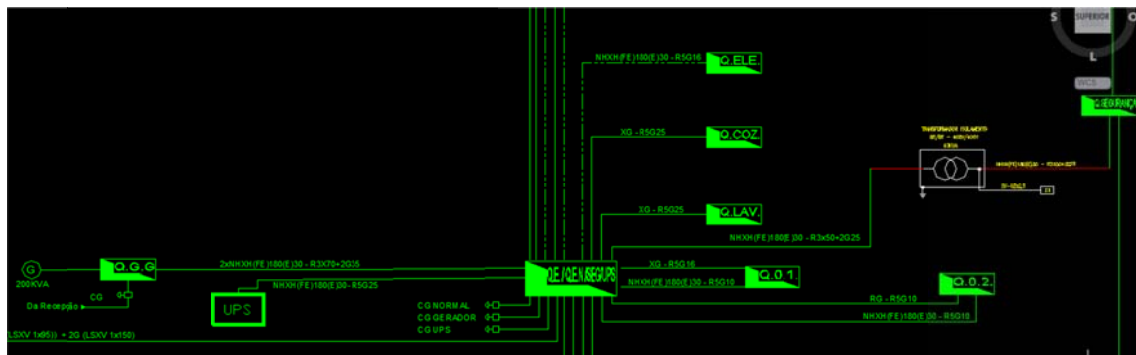 S
SUPERIOR
O
L
WCS
NHXH(FE)180(E)30 - R5G16
Q.ELE.
XG - R5G25
Q.COZ.
XG - R5G25
Q.LAV.
NHXH(FE)180(E)30 - R3x50+2G25
G
200KVA
Q.G.G
CG
Da Recepção
2xNHXH(FE)180(E)30 - R3X70+2G35
NHXH(FE)180(E)30-R5G25
UPS
XG - R5G16
NHXH(FE)180(E)30 - R5G10
Q.0 1.
Q.0.2.
RG - R5G10
NHXH(FE)180(E)30 - R5G10
CG NORMAL
CG GERADOR
CG UPS
(LSXV 1x95)) + 2G (LSXV 1x150)